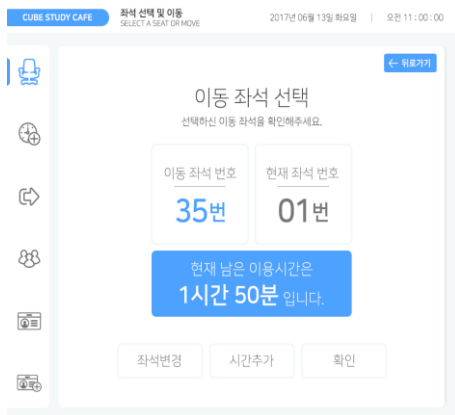 CUBE STUDY CAFE
좌석 선택 및 이동
SELECT A SEAT OR MOVE
2017년 06월 13일 화요일 | 오전 11 : 00 : 00
← 뒤로가기
이동 좌석 선택
선택하신 이동 좌석을 확인해주세요.
이동 좌석 번호
35번
현재 좌석 번호
01번
현재 남은 이용시간은
1시간 50분 입니다.
좌석변경
시간추가
확인